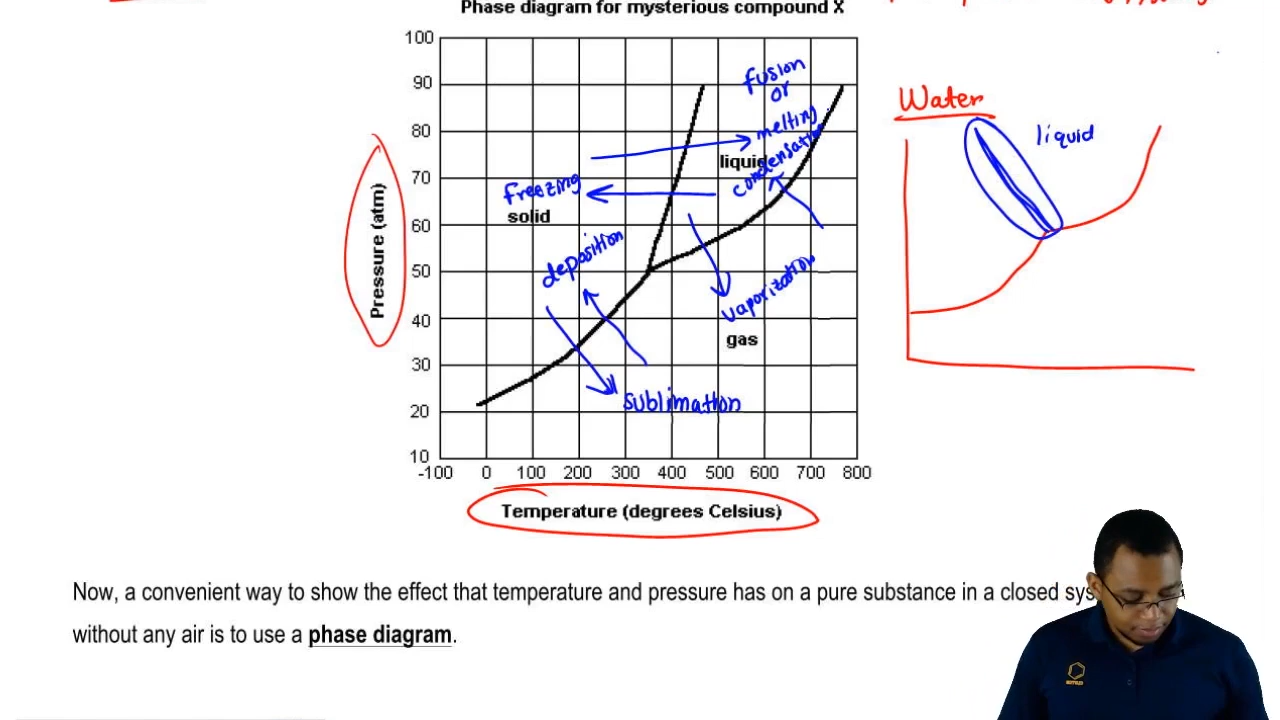 Phase diagram for mysterious compound X
100
90
80
70
60
50
40
30
20
10
-100 0 100 200 300 400 500 600 700 800
Pressure (atm)
Temperature (degrees Celsius)
fusion
or
melting
liquid
condensation
freezing
solid
deposition
vaporization
gas
sublimation
Water
liquid
Now, a convenient way to show the effect that temperature and pressure has on a pure substance in a closed sys
without any air is to use a phase diagram.